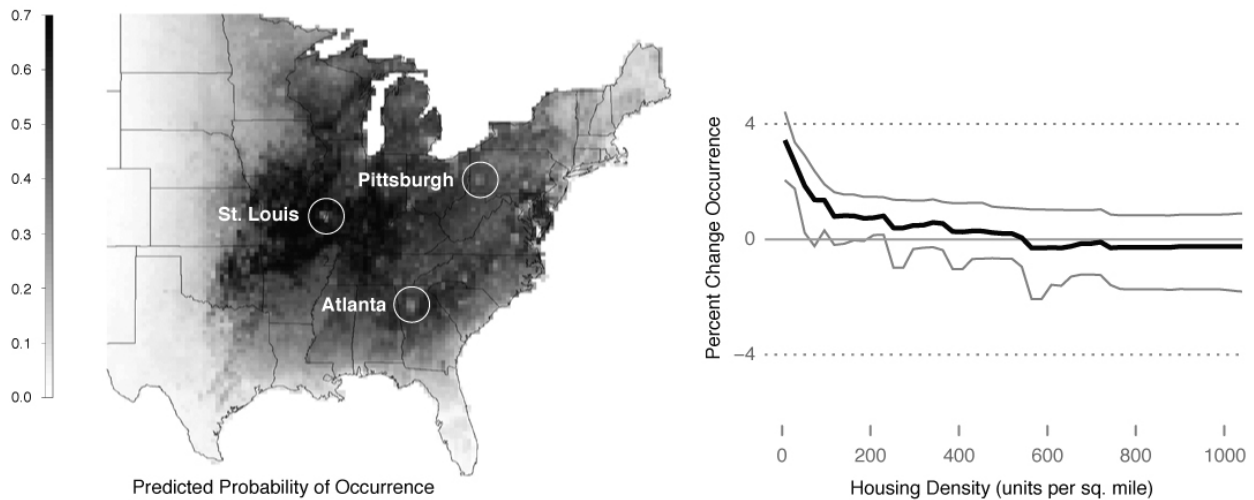 0.7
0.6
0.5
0.4
0.3
0.2
0.1
0.0
Pittsburgh
St. Louis
Atlanta
Predicted Probability of Occurrence
Percent Change Occurrence
4
0
−4
0 200 400 600 800 1000
Housing Density (units per sq. mile)